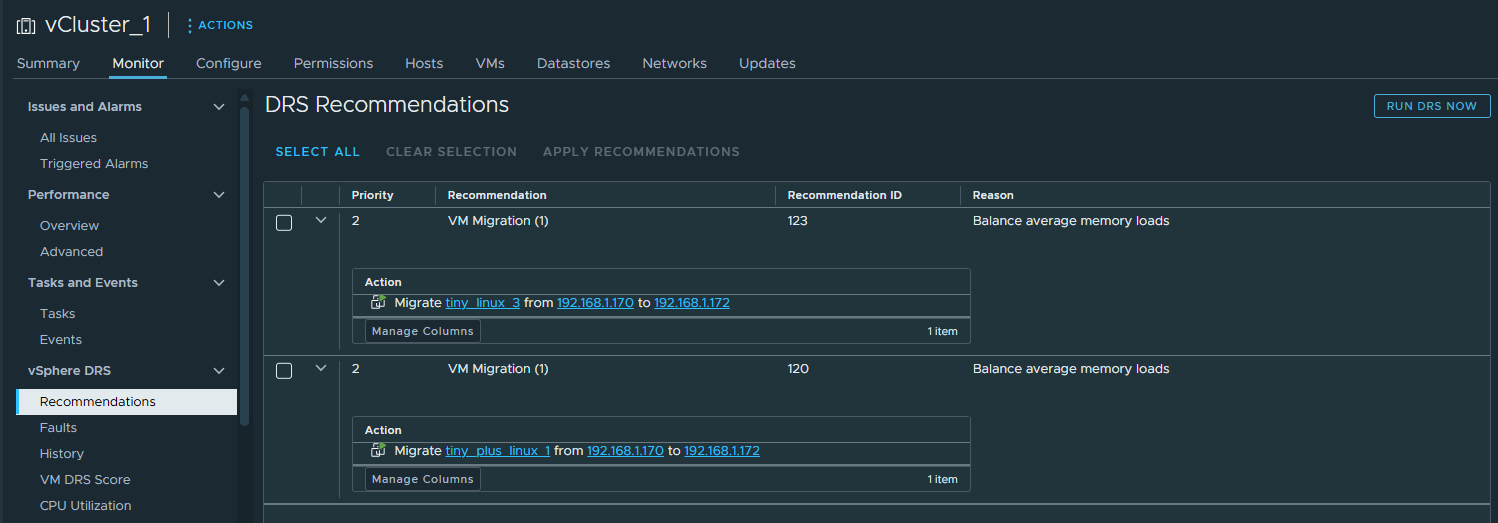 vCluster_1 ACTIONS
Summary Monitor Configure Permissions Hosts VMs Datastores Networks Updates
Issues and Alarms
All Issues
Triggered Alarms
Performance
Overview
Advanced
Tasks and Events
Tasks
Events
vSphere DRS
Recommendations
Faults
History
VM DRS Score
CPU Utilization
DRS Recommendations
RUN DRS NOW
SELECT ALL CLEAR SELECTION APPLY RECOMMENDATIONS
Priority Recommendation Recommendation ID Reason
2 VM Migration (1) 123 Balance average memory loads
Action
Migrate tiny_linux_3 from 192.168.1.170 to 192.168.1.172
Manage Columns 1 item
2 VM Migration (1) 120 Balance average memory loads
Action
Migrate tiny_plus_linux_1 from 192.168.1.170 to 192.168.1.172
Manage Columns 1 item